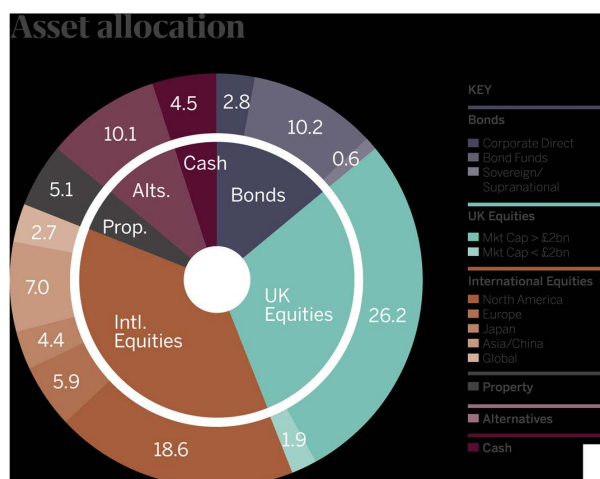 Asset allocation
4.5
2.8
10.1
10.2
0.6
5.1
Cash
Alts.
Bonds
Prop.
2.7
7.0
Intl.
Equities
UK
Equities
26.2
4.4
5.9
18.6
1.9
KEY
Bonds
Corporate Direct
Bond Funds
Sovereign/
Supranational
UK Equities
Mkt Cap > £2bn
Mkt Cap < £2bn
International Equities
North America
Europe
Japan
Asia/China
Global
Property
Alternatives
Cash